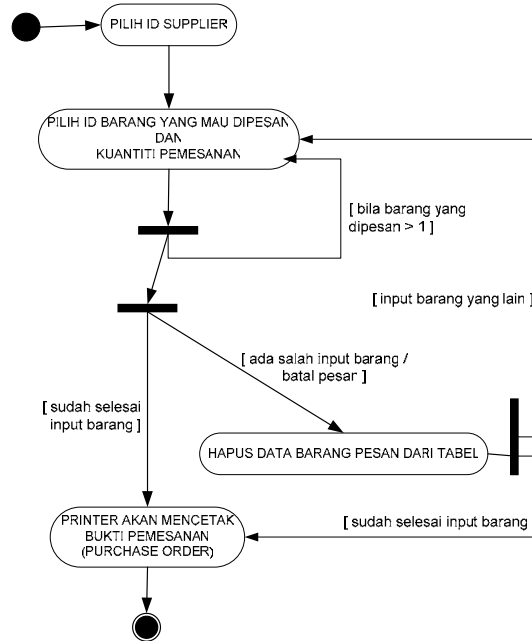 PILIH ID SUPPLIER
PILIH ID BARANG YANG MAU DIPESAN
DAN
KUANTITI PEMESANAN
[ bila barang yang
dipesan > 1 ]
[ input barang yang lain ]
[ ada salah input barang /
batal pesan ]
[ sudah selesai
input barang ]
HAPUS DATA BARANG PESAN DARI TABEL
PRINTER AKAN MENCETAK
BUKTI PEMESANAN
(PURCHASE ORDER)
[ sudah selesai input barang